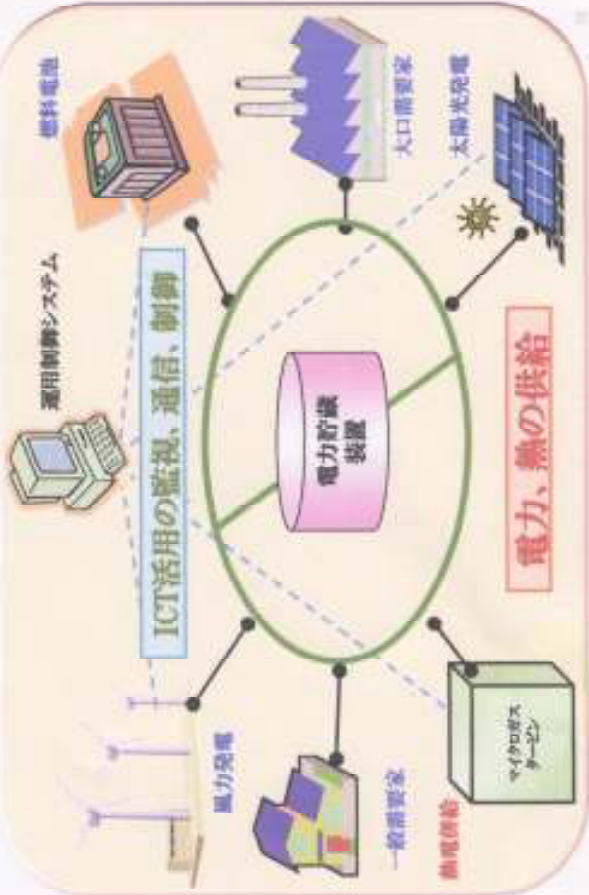 運用制御システム
燃料電池
ICT活用の監視、通信、制御
風力発電
大口需要家
電力貯蔵
装置
一般需要家
太陽光発電
熱電併給
マイクロガス
タービン
電力、熱の供給